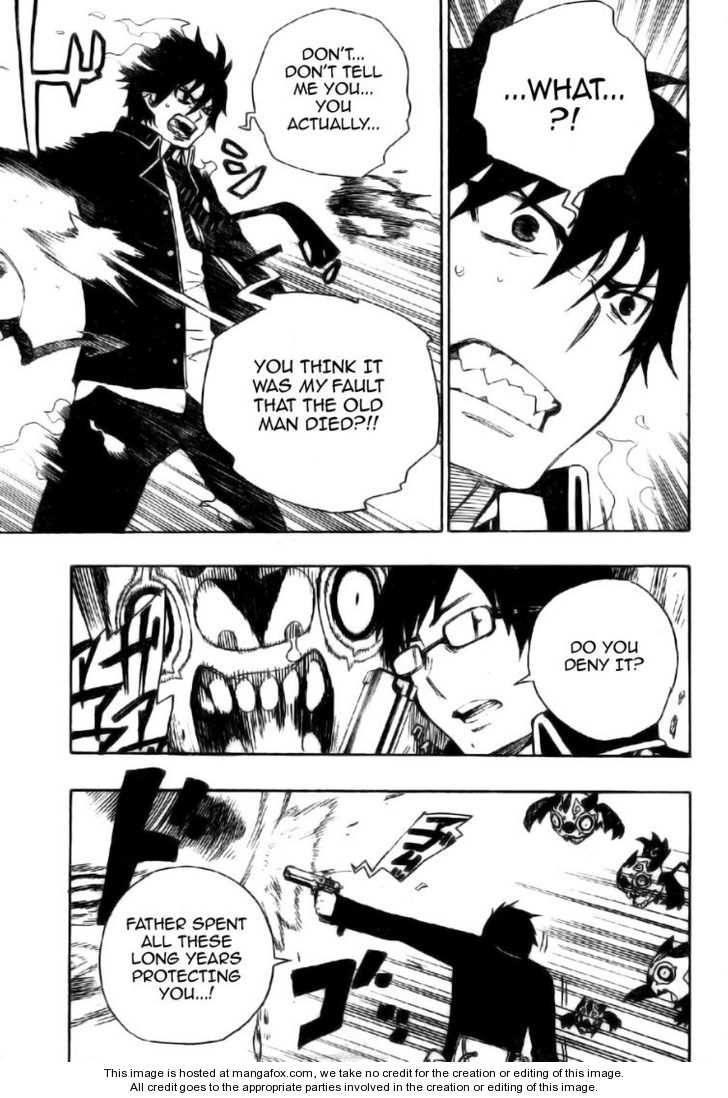 ...WHAT...
?!
DON'T...
DON'T TELL
ME YOU...
YOU
ACTUALLY...
YOU THINK IT
WAS MY FAULT
THAT THE OLD
MAN DIED?!!
DO YOU
DENY IT?
FATHER SPENT
ALL THESE
LONG YEARS
PROTECTING
YOU...!
ドゴ
This image is hosted at mangafox.com, we take no credit for the creation or editing of this image.
All credit goes to the appropriate parties involved in the creation or editing of this image.